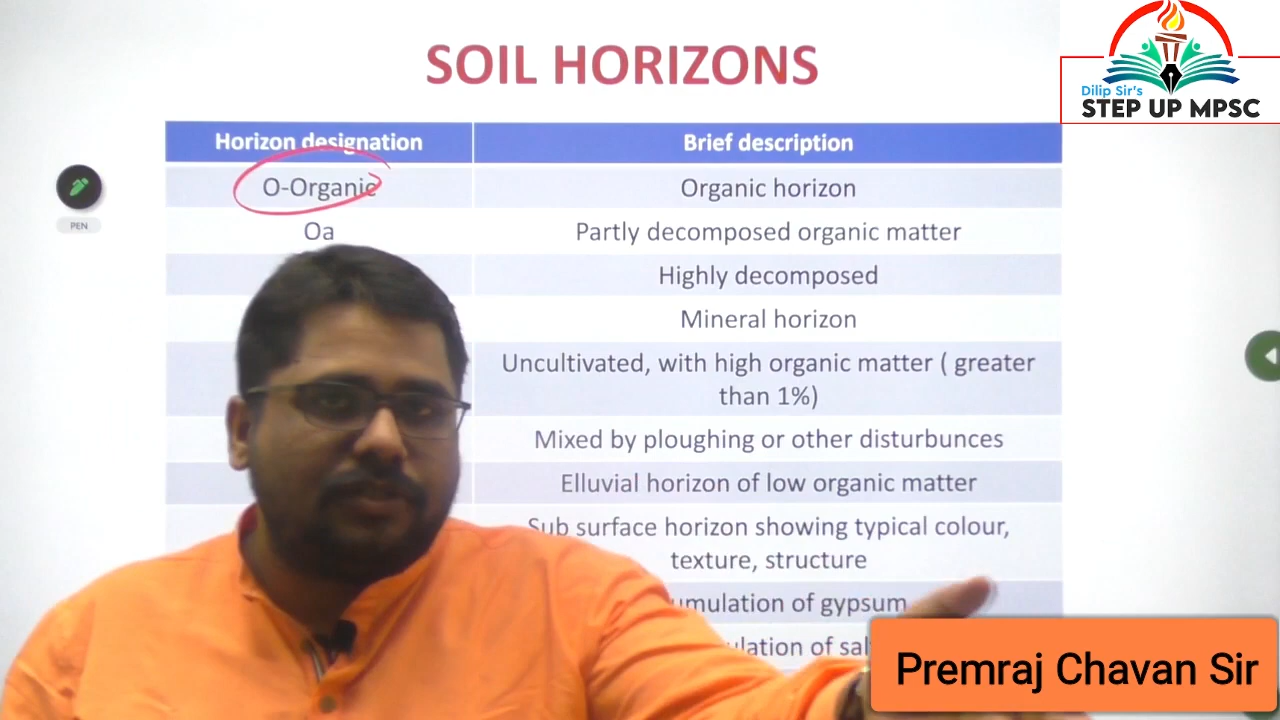 SOIL HORIZONS
Dilip Sir's
STEP UP MPSC
Horizon designation Brief description
O-Organic Organic horizon
PEN
Oa Partly decomposed organic matter
Highly decomposed
Mineral horizon
Uncultivated, with high organic matter ( greater
than 1%)
Mixed by ploughing or other disturbunces
Elluvial horizon of low organic matter
Sub surface horizon showing typical colour,
texture, structure
of gypsum
of
Premraj Chavan Sir